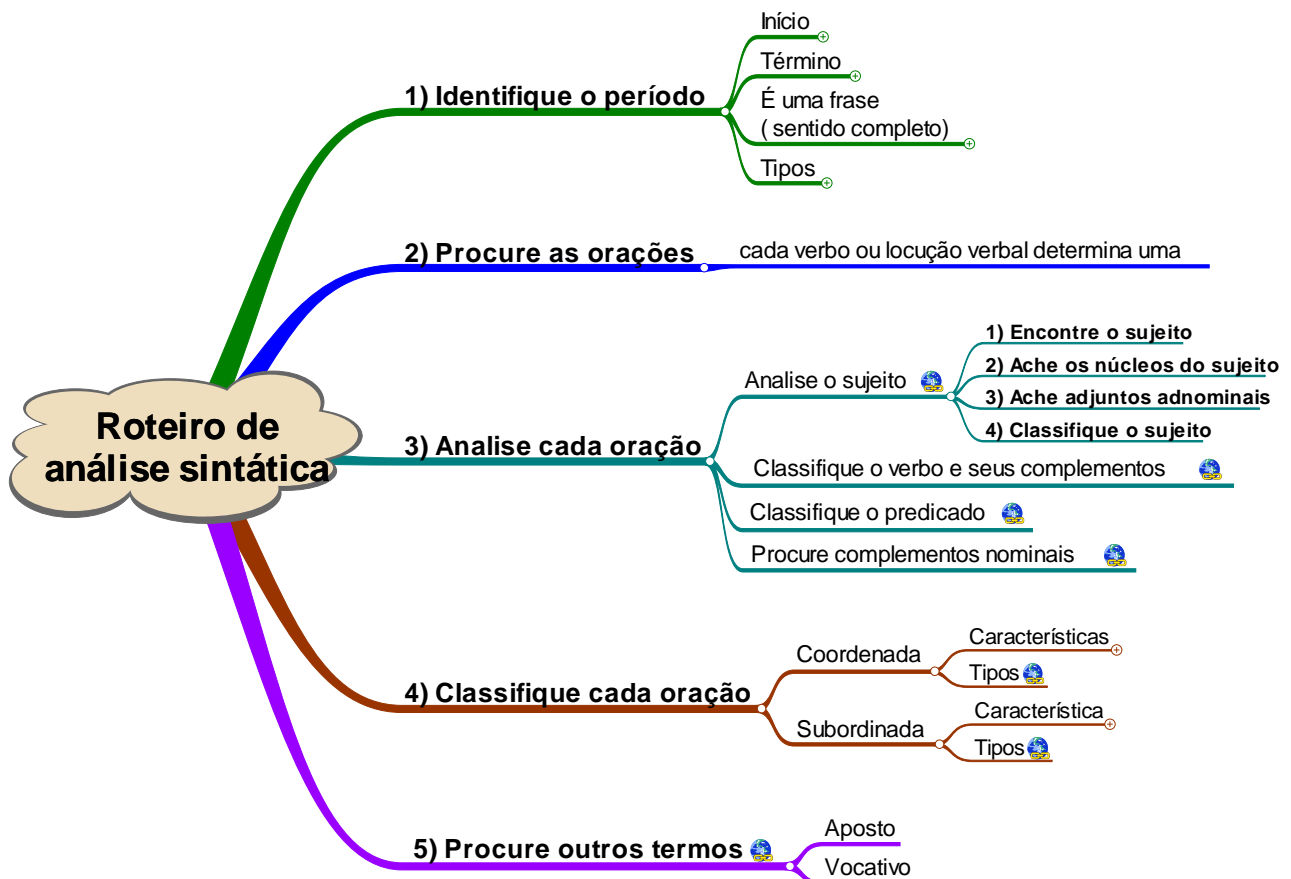 Roteiro de
análise sintática
1) Identifique o período
Início
Término
É uma frase
( sentido completo)
Tipos
2) Procure as orações
cada verbo ou locução verbal determina uma
3) Analise cada oração
Analise o sujeito
1) Encontre o sujeito
2) Ache os núcleos do sujeito
3) Ache adjuntos adnominais
4) Classifique o sujeito
Classifique o verbo e seus complementos
Classifique o predicado
Procure complementos nominais
4) Classifique cada oração
Coordenada
Características
Tipos
Subordinada
Característica
Tipos
5) Procure outros termos
Aposto
Vocativo